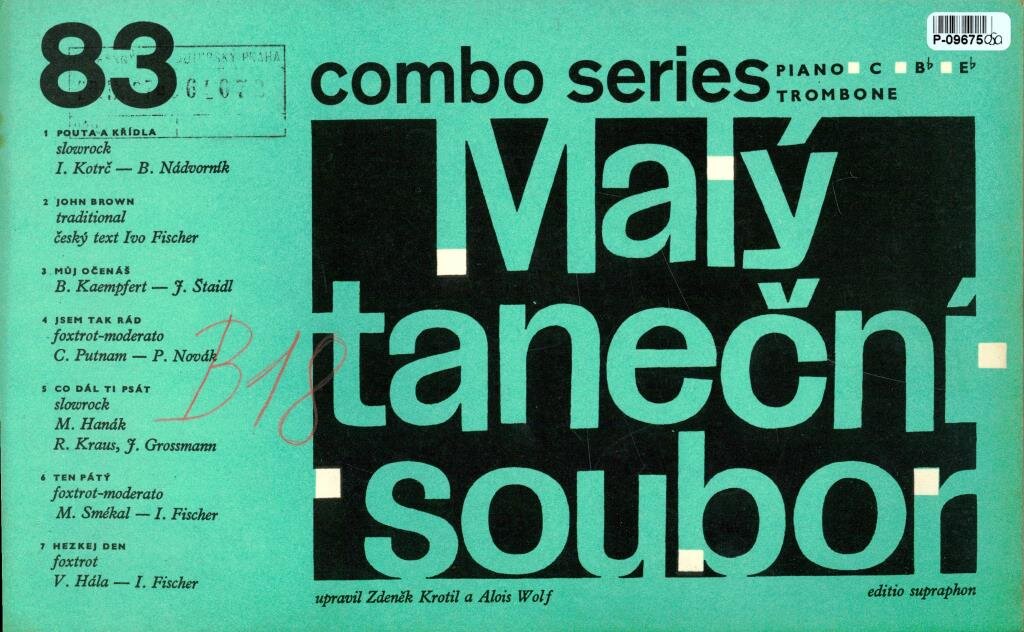 83
combo series
PIANO C B♭ E♭
TROMBONE
P-09675
Malý
taneční
soubor
1 POUTA A KŘÍDLA
slowrock
I. Kotrč — B. Nádvorník
2 JOHN BROWN
traditional
český text Ivo Fischer
3 MŮJ OČENÁŠ
B. Kaempfert — J. Štaidl
4 JSEM TAK RÁD
foxtrot-moderato
C. Putnam — P. Novák
5 CO DÁL TI PSÁT
slowrock
M. Hanák
R. Kraus, J. Grossmann
6 TEN PÁTÝ
foxtrot-moderato
M. Smékal — I. Fischer
7 HEZKEJ DEN
foxtrot
V. Hála — I. Fischer
B18
upravil Zdeněk Krotil a Alois Wolf
editio supraphon